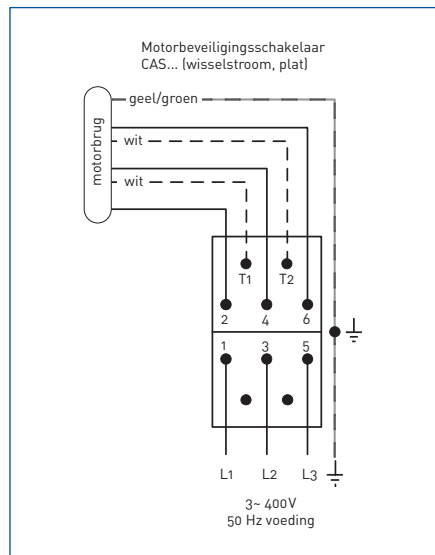 Motorbeveiligingsschakelaar
CAS... (wisselstroom, plat)
geel/groen
motorbrug
wit
wit
T1 T2
2 4 6
1 3 5
L1 L2 L3
3~ 400V
50 Hz voeding